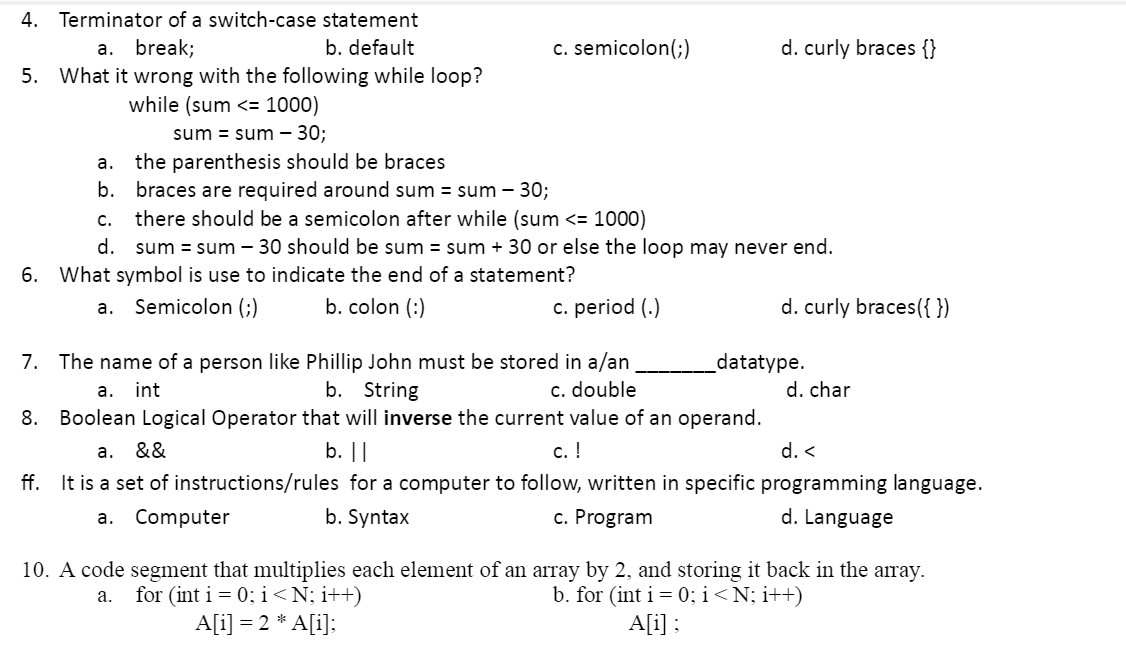 4. Terminator of a switch-case statement
a. break; b. default c. semicolon(;) d. curly braces {}
5. What it wrong with the following while loop?
while (sum <= 1000)
sum = sum – 30;
a. the parenthesis should be braces
b. braces are required around sum = sum – 30;
c. there should be a semicolon after while (sum <= 1000)
d. sum = sum – 30 should be sum = sum + 30 or else the loop may never end.
6. What symbol is use to indicate the end of a statement?
a. Semicolon (;) b. colon (:) c. period (.) d. curly braces({ })
7. The name of a person like Phillip John must be stored in a/an _______datatype.
a. int b. String c. double d. char
8. Boolean Logical Operator that will inverse the current value of an operand.
a. && b. || c. ! d. <
ff. It is a set of instructions/rules for a computer to follow, written in specific programming language.
a. Computer b. Syntax c. Program d. Language
10. A code segment that multiplies each element of an array by 2, and storing it back in the array.
a. for (int i = 0; i < N; i++) b. for (int i = 0; i < N; i++)
A[i] = 2 * A[i]; A[i] ;